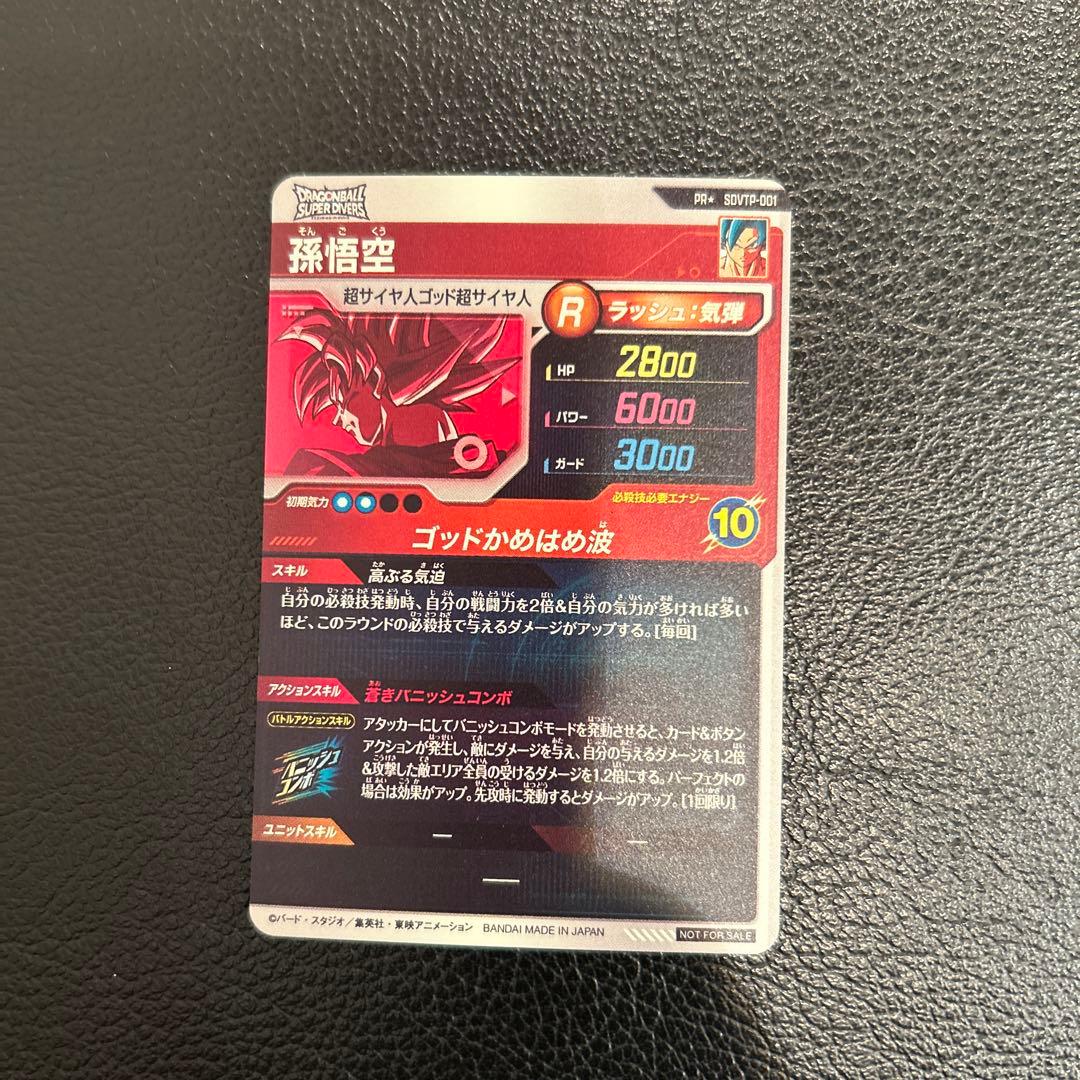 DRAGONBALL
SUPER DIVERS
PR★ SDVTP-001
そん ご くう
孫悟空
超サイヤ人ゴッド超サイヤ人
R ラッシュ:気弾
HP 2800
パワー 6000
ガード 3000
初期気力
必殺技必要エナジー
10
ゴッドかめはめ波
は
スキル
たか き はく
高ぶる気迫
自分の必殺技発動時、自分の戦闘力を2倍&自分の気力が多ければ多い
ほど、このラウンドの必殺技で与えるダメージがアップする。[毎回]
アクションスキル
あお
蒼きバニッシュコンボ
バトルアクションスキル
バニッシュ
コンボ
アタッカーにしてバニッシュコンボモードを発動させると、カード&ボタン
アクションが発生し、敵にダメージを与え、自分の与えるダメージを1.2倍
&攻撃した敵エリア全員の受けるダメージを1.2倍にする。パーフェクトの
場合は効果がアップ。先攻時に発動するとダメージがアップ。[1回限り]
ユニットスキル
ー
ー
ー
©バード・スタジオ/集英社・東映アニメーション BANDAI MADE IN JAPAN
NOT FOR SALE